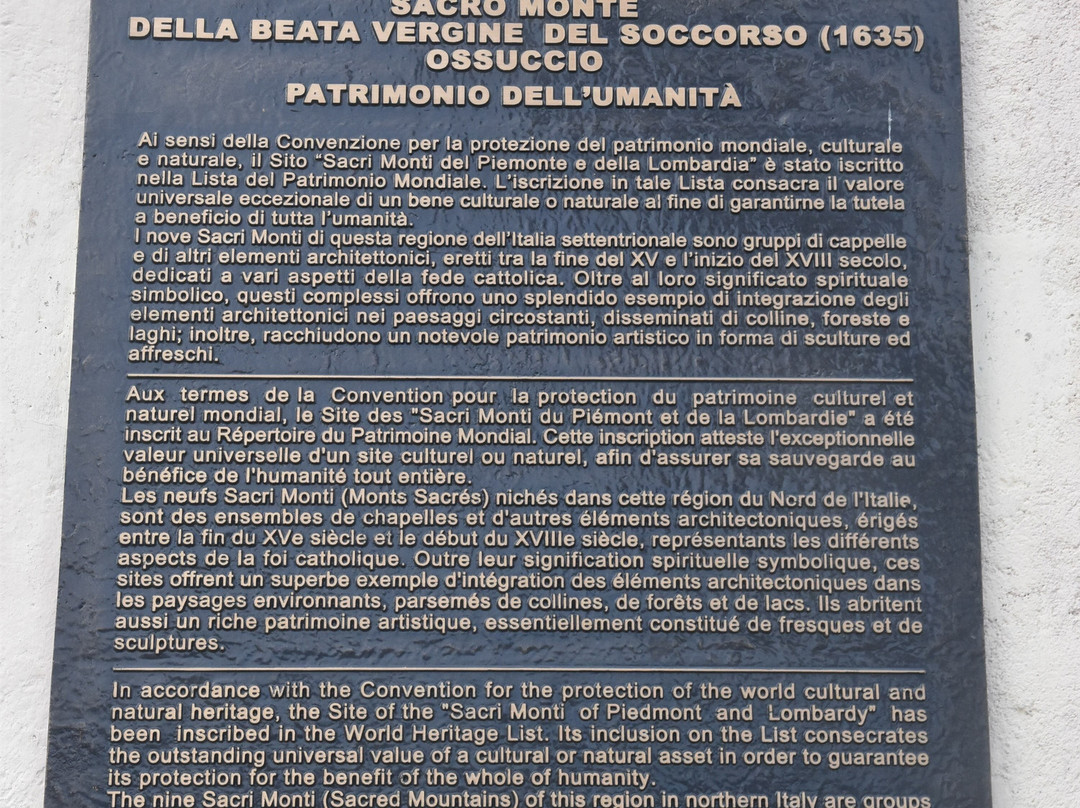 SACRO MONTE
DELLA BEATA VERGINE DEL SOCCORSO (1635)
OSSUCCIO
PATRIMONIO DELL'UMANITÀ
Ai sensi della Convenzione per la protezione del patrimonio mondiale, culturale
e naturale, il Sito “Sacri Monti del Piemonte e della Lombardia” è stato iscritto
nella Lista del Patrimonio Mondiale. L'iscrizione in tale Lista consacra il valore
universale eccezionale di un bene culturale o naturale al fine di garantirne la tutela
a beneficio di tutta l'umanità.
I nove Sacri Monti di questa regione dell'Italia settentrionale sono gruppi di cappelle
e di altri elementi architettonici, eretti tra la fine del XV e l'inizio del XVIII secolo,
dedicati a vari aspetti della fede cattolica. Oltre al loro significato spirituale
simbolico, questi complessi offrono uno splendido esempio di integrazione degli
elementi architettonici nei paesaggi circostanti, disseminati di colline, foreste e
laghi; inoltre, racchiudono un notevole patrimonio artistico in forma di sculture ed
affreschi.
Aux termes de la Convention pour la protection du patrimoine culturel et
naturel mondial, le Site des "Sacri Monti du Piémont et de la Lombardie" a été
inscrit au Répertoire du Patrimoine Mondial. Cette inscription atteste l'exceptionnelle
valeur universelle d'un site culturel ou naturel, afin d'assurer sa sauvegarde au
bénéfice de l'humanité tout entière.
Les neufs Sacri Monti (Monts Sacrés) nichés dans cette région du Nord de l'Italie,
sont des ensembles de chapelles et d'autres éléments architectoniques, érigés
entre la fin du XVe siècle et le début du XVIIIe siècle, représentants les différents
aspects de la foi catholique. Outre leur signification spirituelle symbolique, ces
sites offrent un superbe exemple d'intégration des éléments architectoniques dans
les paysages environnants, parsemés de collines, de forêts et de lacs. Ils abritent
aussi un riche patrimoine artistique, essentiellement constitué de fresques et de
sculptures.
In accordance with the Convention for the protection of the world cultural and
natural heritage, the Site of the "Sacri Monti of Piedmont and Lombardy" has
been inscribed in the World Heritage List. Its inclusion on the List consecrates
the outstanding universal value of a cultural or natural asset in order to guarantee
its protection for the benefit of the whole of humanity.
The nine Sacri Monti (Sacred Mountains) of this region in northern Italy are groups